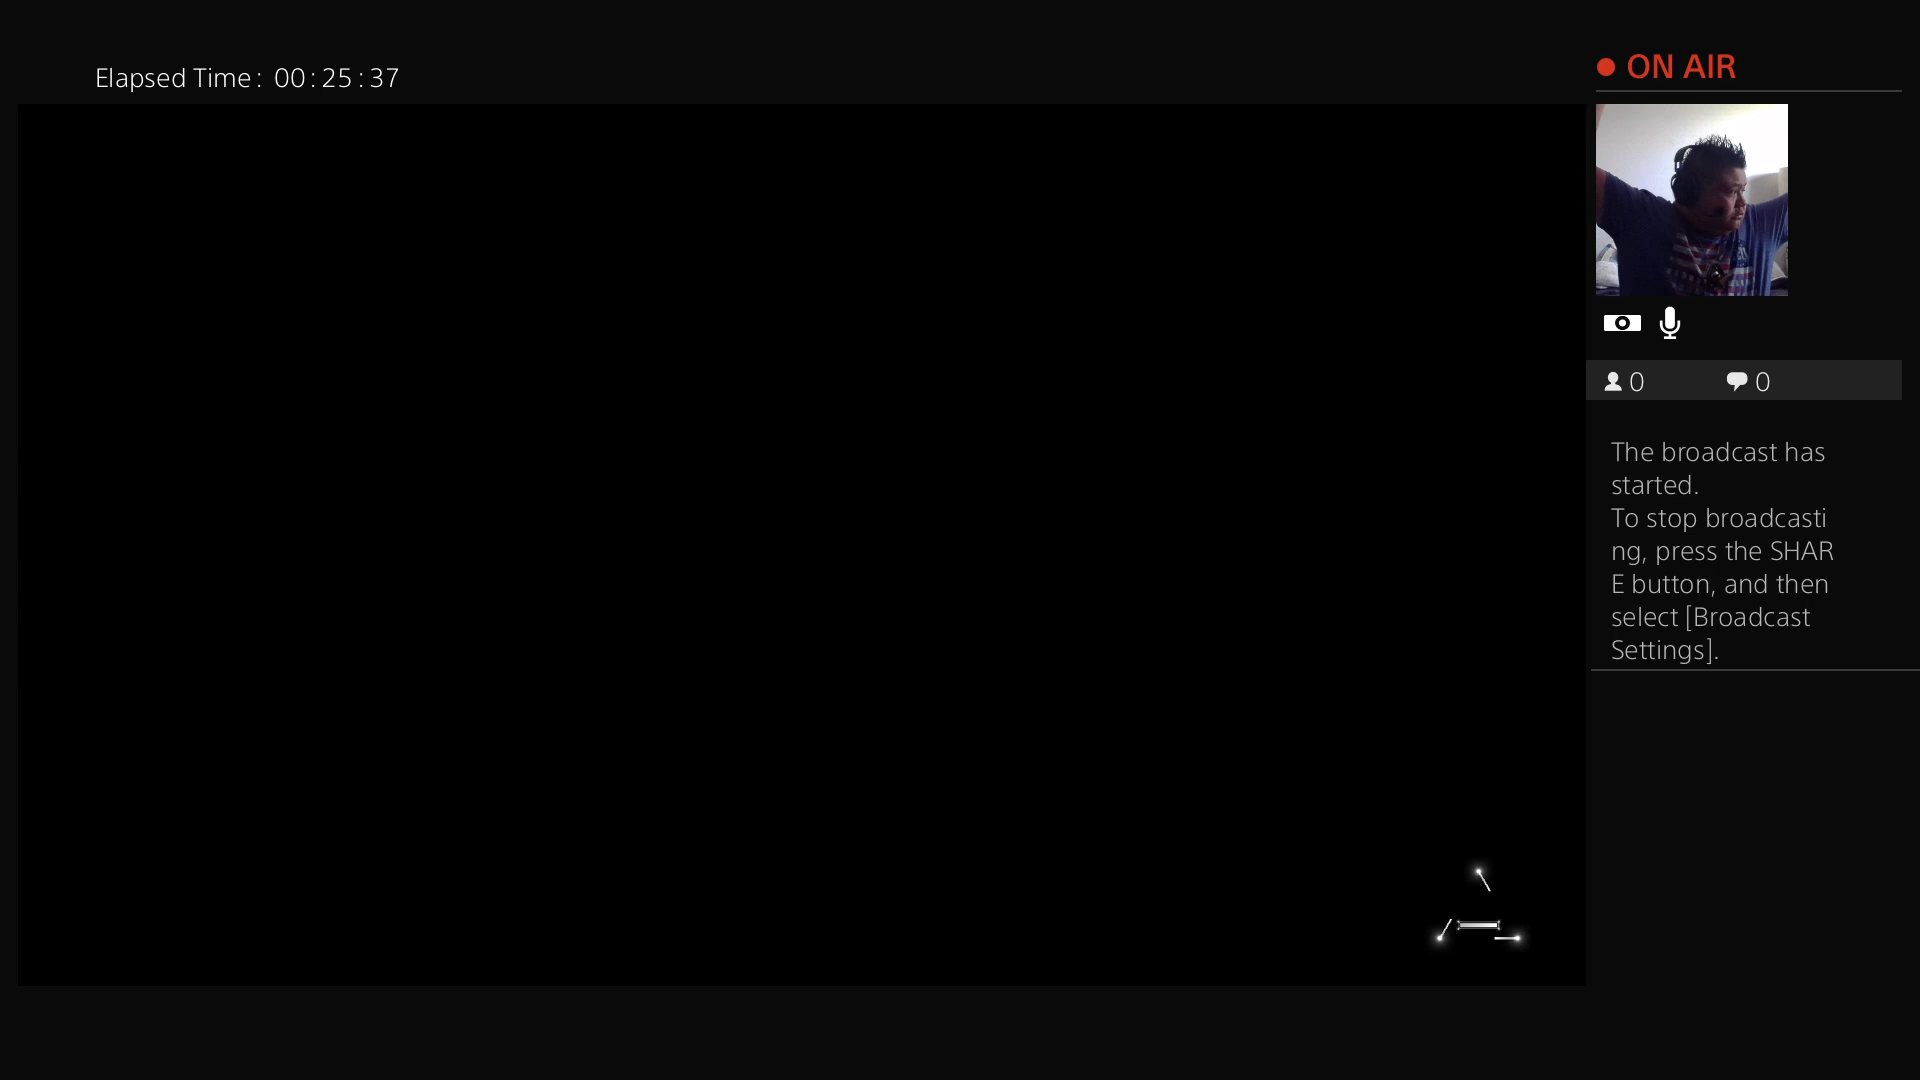 Elapsed Time: 00:25:37
ON AIR
0 0
The broadcast has
started.
To stop broadcasti
ng, press the SHAR
E button, and then
select [Broadcast
Settings].